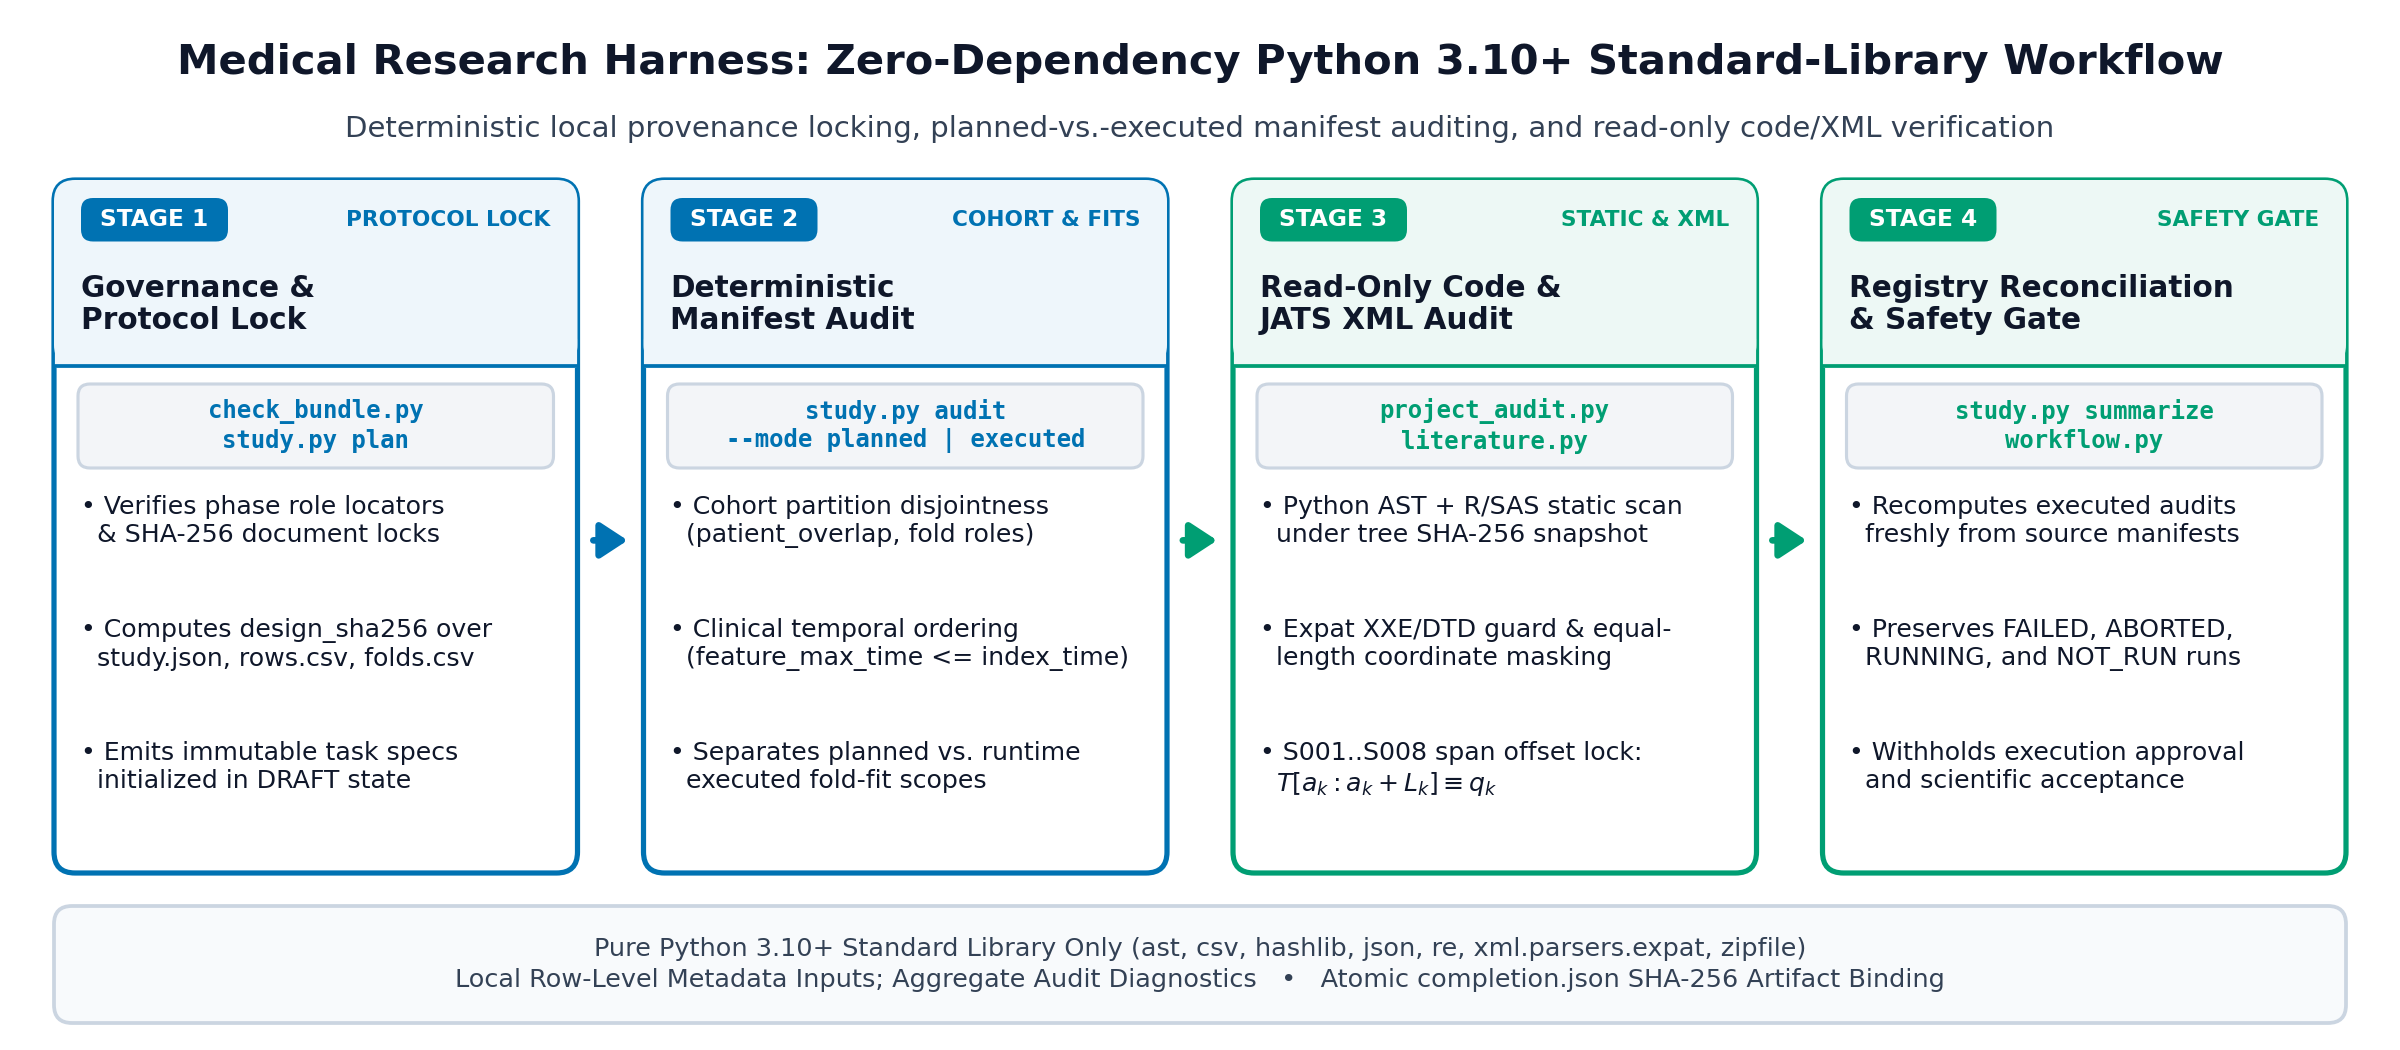 Medical Research Harness: Zero-Dependency Python 3.10+ Standard-Library Workflow
Deterministic local provenance locking, planned-vs.-executed manifest auditing, and read-only code/XML verification
STAGE 1
PROTOCOL LOCK
Governance &
Protocol Lock
check_bundle.py
study.py plan
• Verifies phase role locators
& SHA-256 document locks
• Computes design_sha256 over
study.json, rows.csv, folds.csv
• Emits immutable task specs
initialized in DRAFT state
STAGE 2
COHORT & FITS
Deterministic
Manifest Audit
study.py audit
--mode planned | executed
• Cohort partition disjointness
(patient_overlap, fold roles)
• Clinical temporal ordering
(feature_max_time <= index_time)
• Separates planned vs. runtime
executed fold-fit scopes
STAGE 3
STATIC & XML
Read-Only Code &
JATS XML Audit
project_audit.py
literature.py
• Python AST + R/SAS static scan
under tree SHA-256 snapshot
• Expat XXE/DTD guard & equal-
length coordinate masking
• S001..S008 span offset lock:
T[aₖ : aₖ + Lₖ] ≡ qₖ
STAGE 4
SAFETY GATE
Registry Reconciliation
& Safety Gate
study.py summarize
workflow.py
• Recomputes executed audits
freshly from source manifests
• Preserves FAILED, ABORTED,
RUNNING, and NOT_RUN runs
• Withholds execution approval
and scientific acceptance
Pure Python 3.10+ Standard Library Only (ast, csv, hashlib, json, re, xml.parsers.expat, zipfile)
Local Row-Level Metadata Inputs; Aggregate Audit Diagnostics • Atomic completion.json SHA-256 Artifact Binding